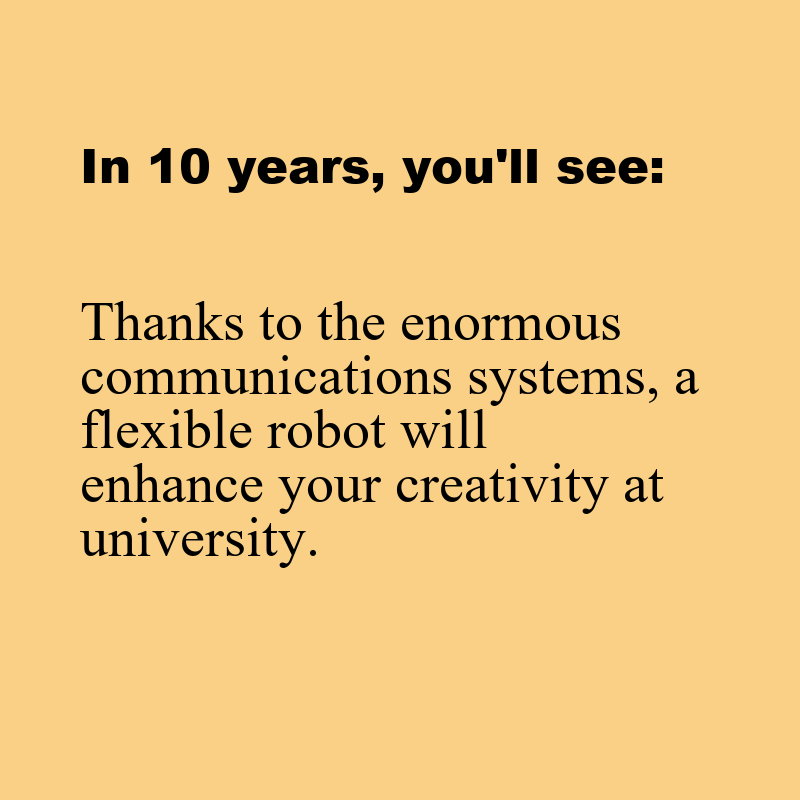 In 10 years, you'll see:
Thanks to the enormous
communications systems, a
flexible robot will
enhance your creativity at
university.